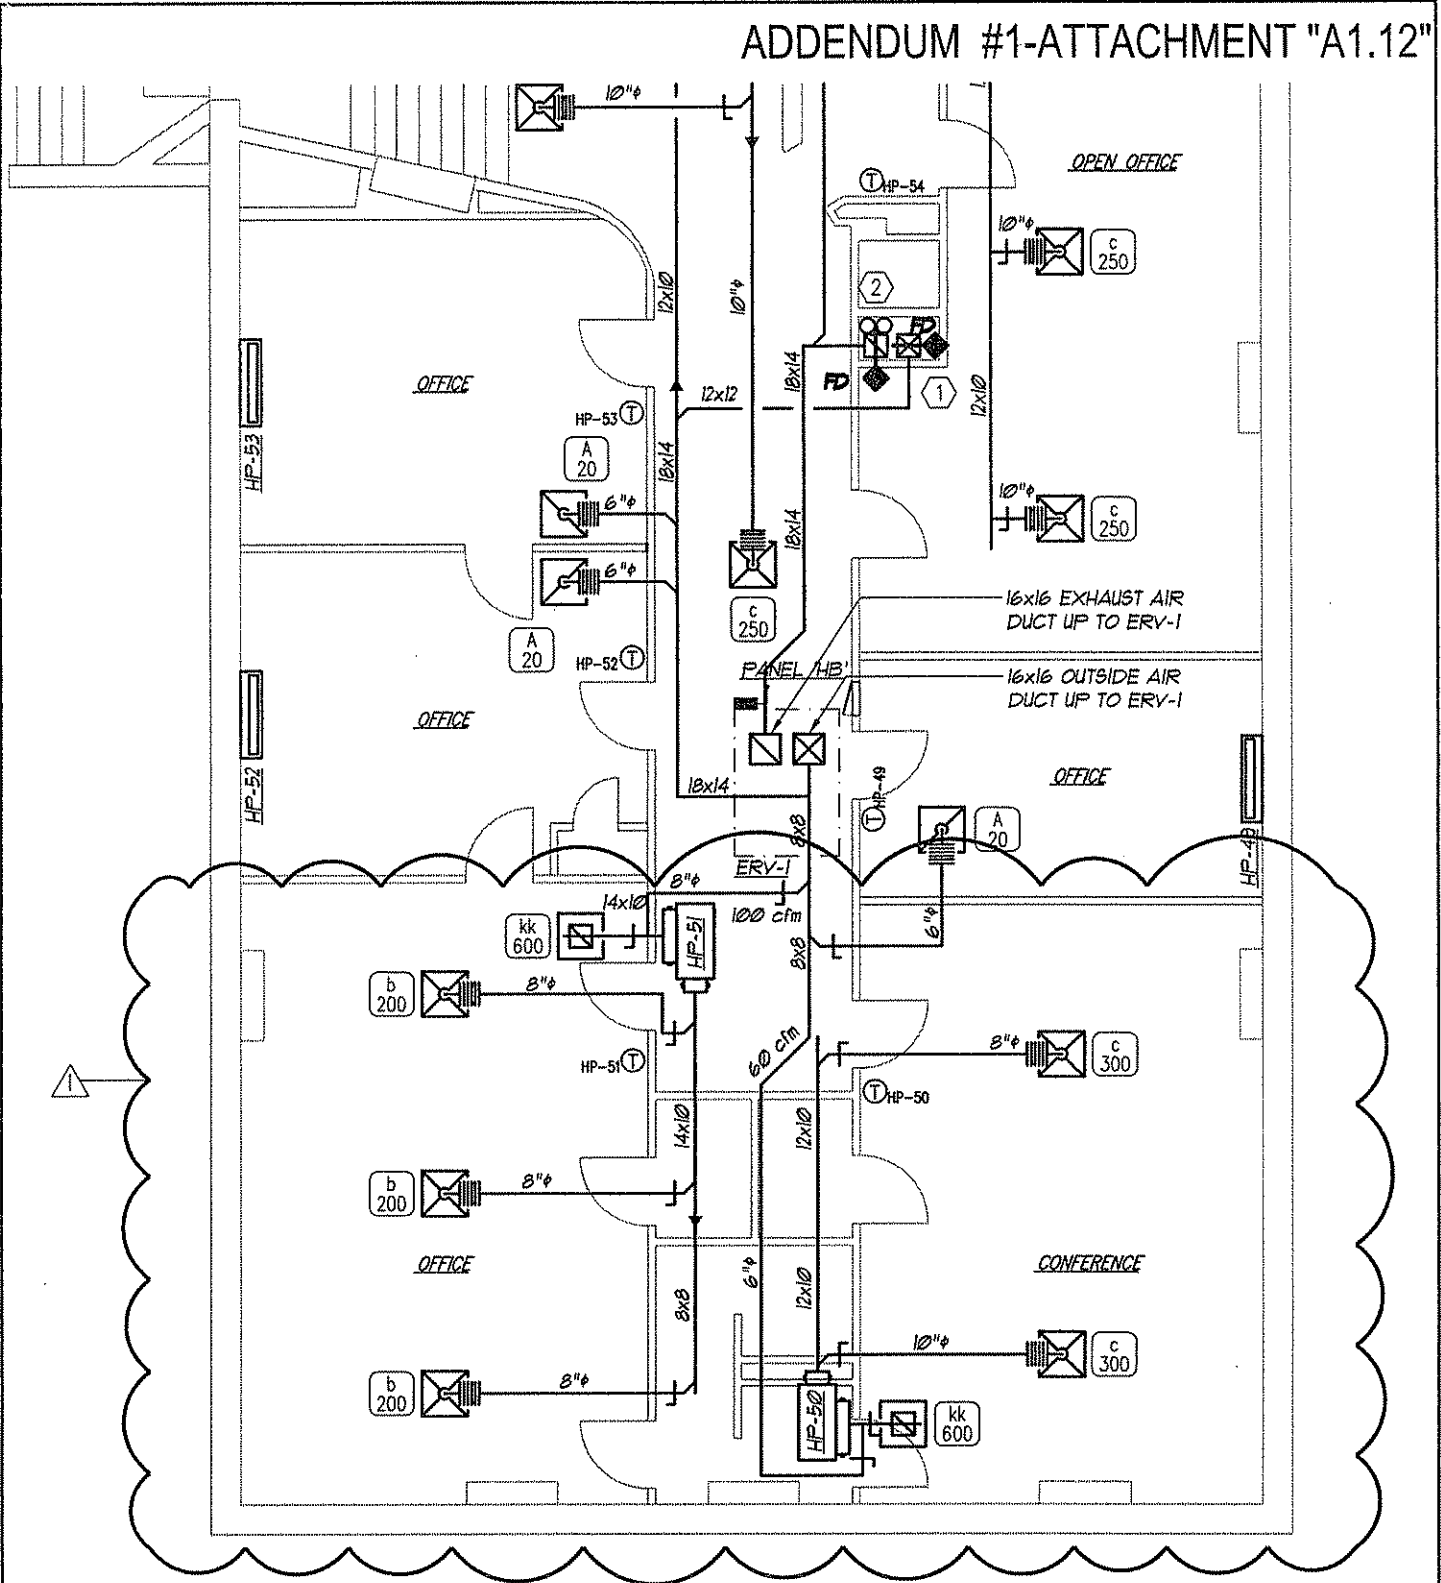 ADDENDUM #1-ATTACHMENT "A1.12"
10"ϕ
OPEN OFFICE
T HP-54
10"ϕ
c
250
12x10
10"ϕ
2
FD
18x14
FD
1
12x10
OFFICE
12x12
HP-53 T
HP-53
A
20
18x14
6"ϕ
18x14
10"ϕ
c
250
6"ϕ
16x16 EXHAUST AIR
DUCT UP TO ERV-1
c
250
A
20
HP-52 T
PANEL 'HB'
16x16 OUTSIDE AIR
DUCT UP TO ERV-1
OFFICE
HP-52
18x14
HP-49
T
OFFICE
8x8
A
20
HP-49
ERV-1
8"ϕ
14x10
100 cfm
6"ϕ
kk
600
HP-51
8x8
b
200
8"ϕ
60 cfm
8"ϕ
c
300
HP-51 T
1
T HP-50
14x10
12x10
b
200
8"ϕ
OFFICE
6"ϕ
CONFERENCE
8x8
12x10
10"ϕ
c
300
b
200
8"ϕ
HP-50
kk
600